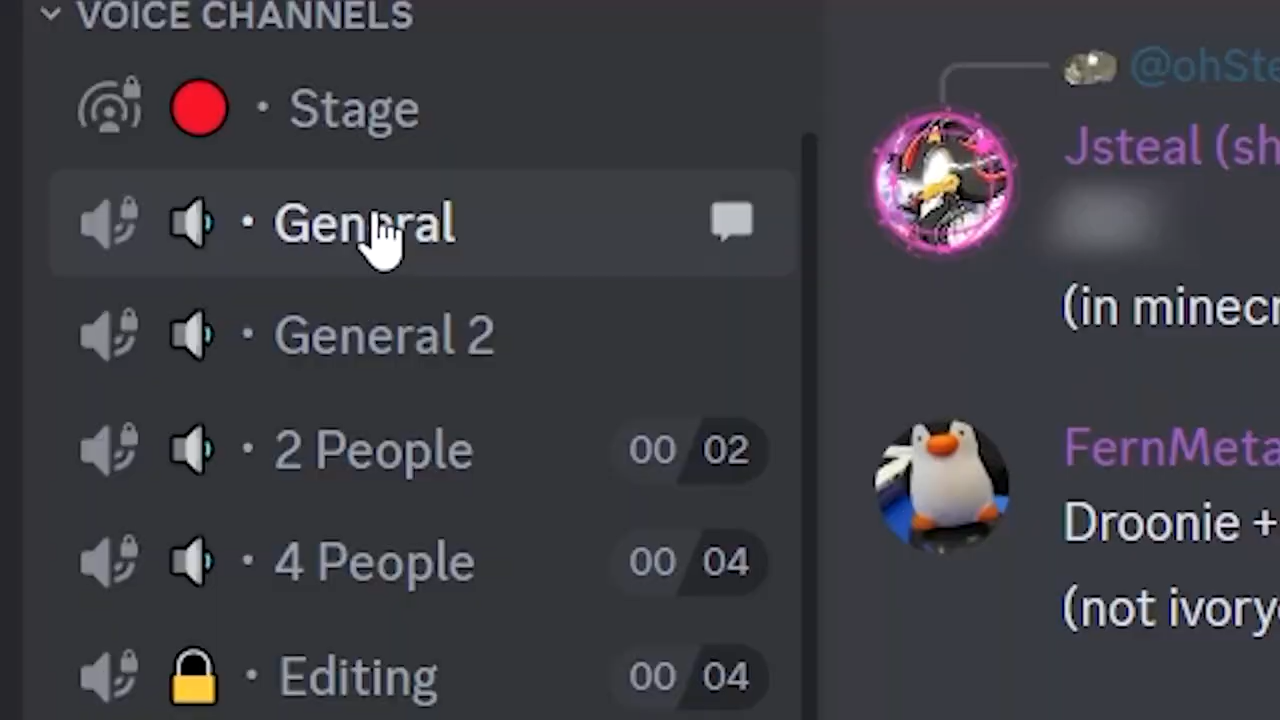 VOICE CHANNELS
· Stage
· General
· General 2
· 2 People 00 02
· 4 People 00 04
· Editing 00 04
@ohSte
Jsteal (sh
(in minecr
FernMeta
Droonie +
(not ivory